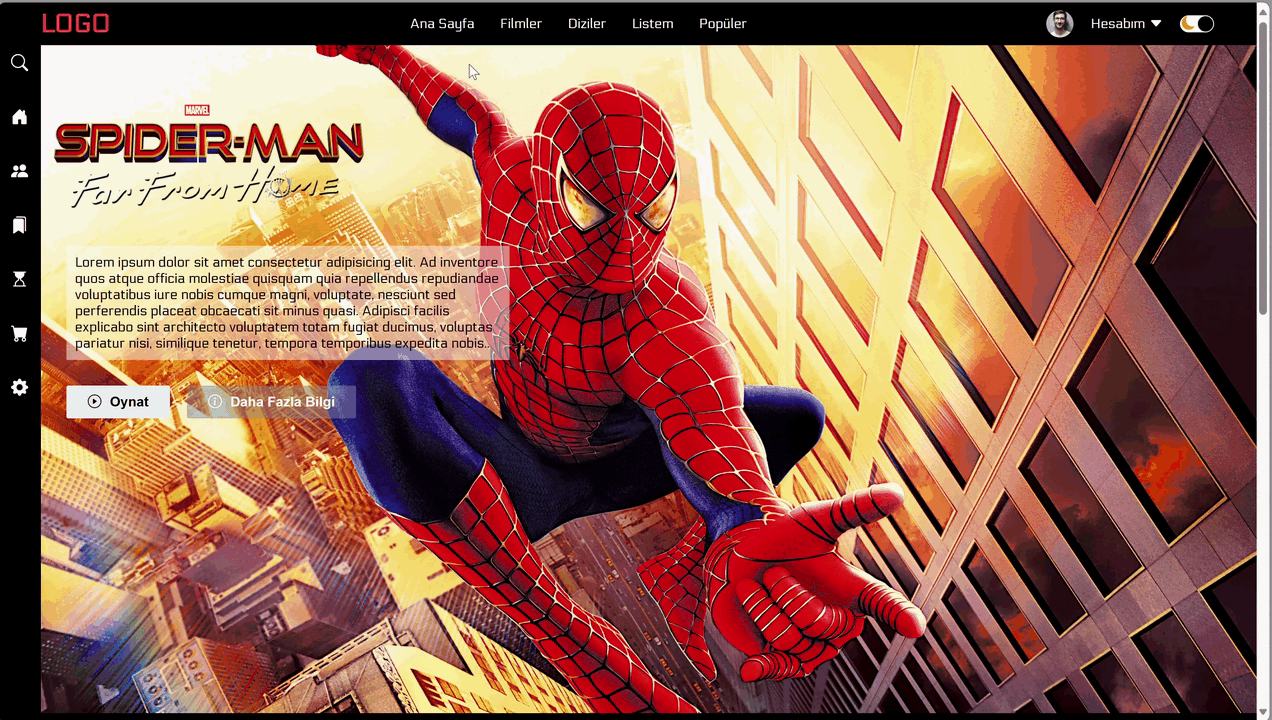 LOGO
Ana Sayfa
Filmler
Diziler
Listem
Popüler
Hesabım
MARVEL
SPIDER-MAN
Far From Home
Lorem ipsum dolor sit amet consectetur adipisicing elit. Ad inventore
quos atque officia molestiae quisquam quia repellendus repudiandae
voluptatibus iure nobis cumque magni, voluptate, nesciunt sed
perferendis placeat obcaecati sit minus quasi. Adipisci facilis
explicabo sint architecto voluptatem totam fugiat ducimus, voluptas
pariatur nisi, similique tenetur, tempora temporibus expedita nobis..
Oynat
Daha Fazla Bilgi